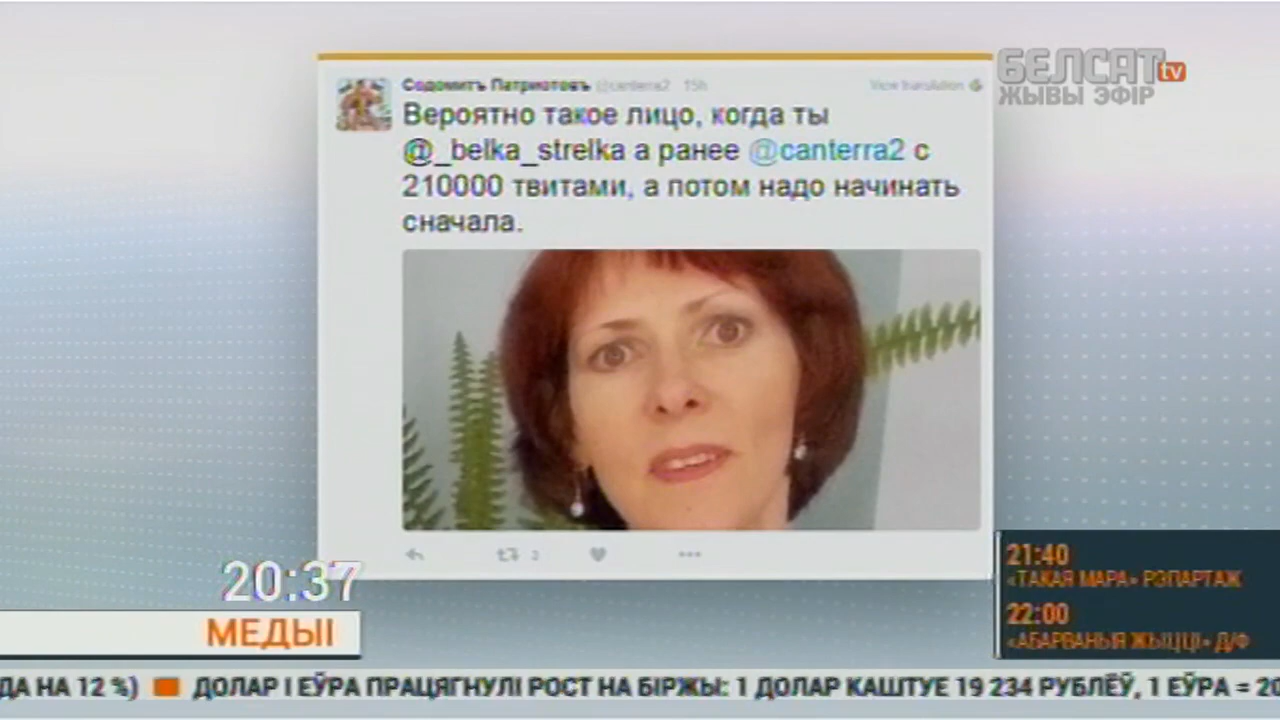 БЕЛСАТ tv
ЖЫВЫ ЭФІР
Содомитъ Патриотовъ @canterra2 15h View translation
Вероятно такое лицо, когда ты
@_belka_strelka а ранее @canterra2 с
210000 твитами, а потом надо начинать
сначала.
2
20:37
МЕДЫІ
21:40
«ТАКАЯ МАРА» РЭПАРТАЖ
22:00
«АБАРВАНЫЯ ЖЫЦЦІ» Д/Ф
ДА НА 12 %) ДОЛАР І ЕЎРА ПРАЦЯГНУЛІ РОСТ НА БІРЖЫ: 1 ДОЛАР КАШТУЕ 19 234 РУБЛЁЎ, 1 ЕЎРА = 20